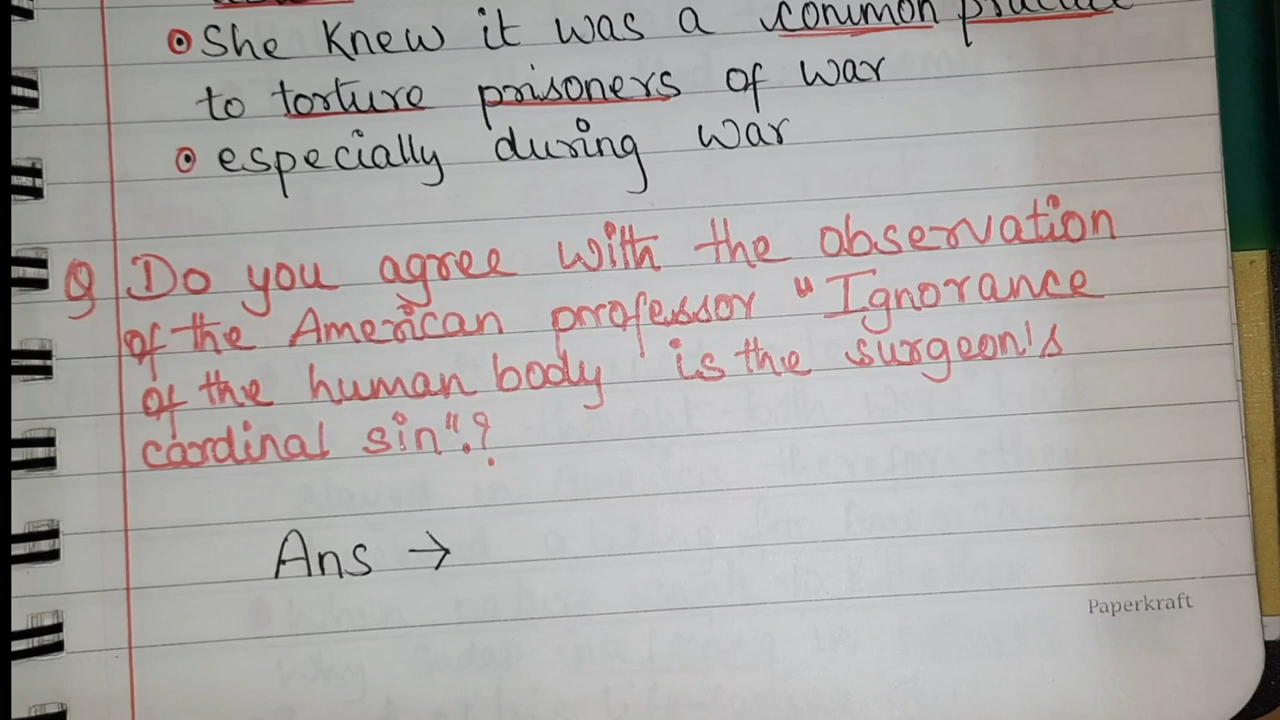 She knew it was a common practice
to torture prisoners of war
especially during war
Q Do you agree with the observation
of the American professor "Ignorance
of the human body is the surgeon's
cardinal sin".?
Ans →
Paperkraft